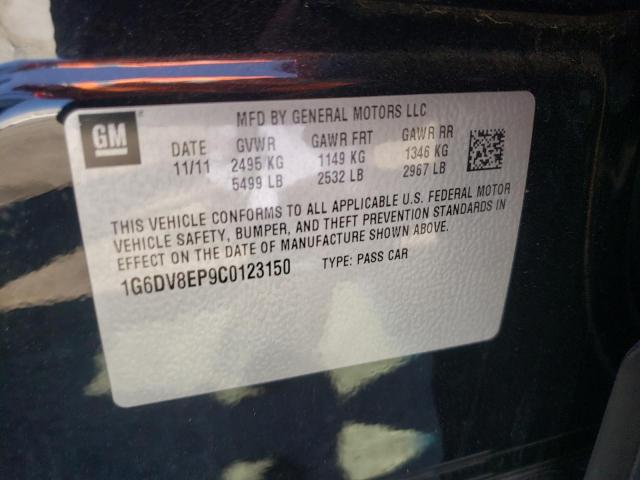 GM
MFD BY GENERAL MOTORS LLC
DATE GVWR GAWR FRT GAWR RR
11/11 2495 KG 1149 KG 1346 KG
5499 LB 2532 LB 2967 LB
THIS VEHICLE CONFORMS TO ALL APPLICABLE U.S. FEDERAL MOTOR
VEHICLE SAFETY, BUMPER, AND THEFT PREVENTION STANDARDS IN
EFFECT ON THE DATE OF MANUFACTURE SHOWN ABOVE.
1G6DV8EP9C0123150 TYPE: PASS CAR